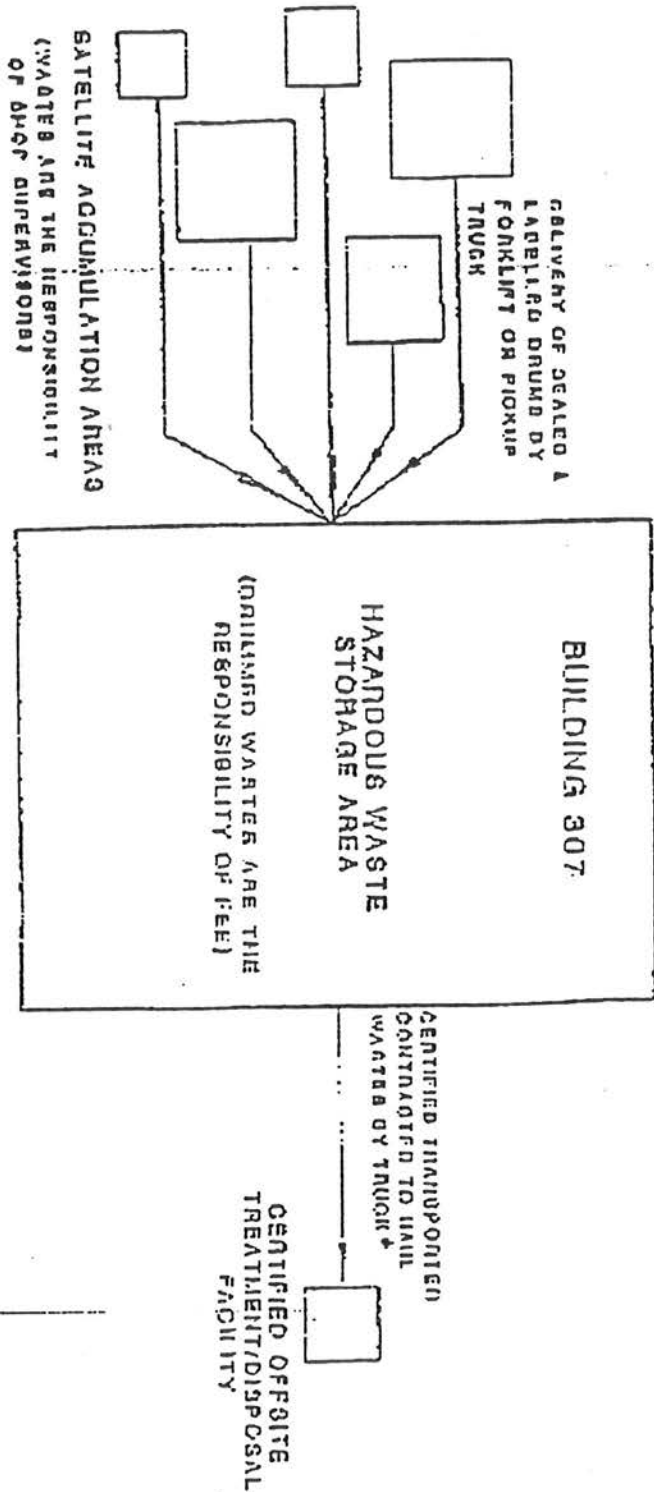 DELIVERY OF SEALED &
LABELLED DRUMS BY
FORKLIFT OR PICKUP
TRUCK
SATELLITE ACCUMULATION AREAS
(WASTES ARE THE RESPONSIBILITY
OF SHOP SUPERVISORS)
BUILDING 307
HAZARDOUS WASTE
STORAGE AREA
(DRUMMED WASTES ARE THE
RESPONSIBILITY OF FEE)
CERTIFIED TRANSPORTER
CONTRACTED TO HAUL
WASTES BY TRUCK*
CERTIFIED OFFSITE
TREATMENT/DISPOSAL
FACILITY